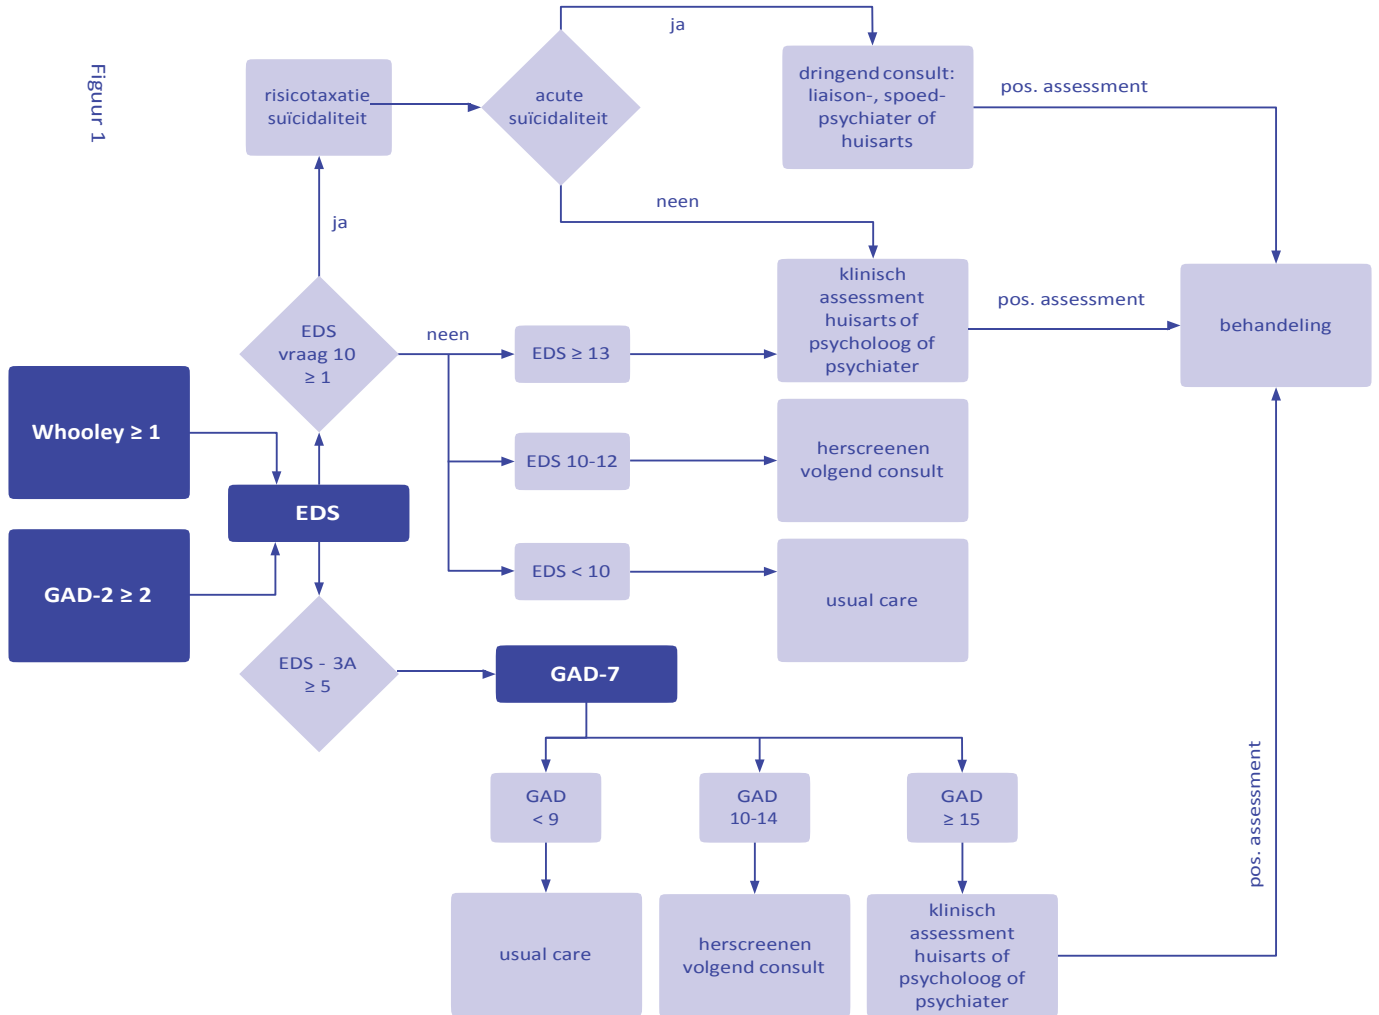 Figuur 1
ja
risicotaxatie
suïcidaliteit
acute
suïcidaliteit
dringend consult:
liaison-, spoed-
psychiater of
huisarts
pos. assessment
ja
neen
EDS
vraag 10
≥ 1
neen
EDS ≥ 13
klinisch
assessment
huisarts of
psycholoog of
psychiater
pos. assessment
behandeling
Whooley ≥ 1
EDS 10-12
herscreenen
volgend consult
EDS
GAD-2 ≥ 2
EDS < 10
usual care
EDS - 3A
≥ 5
GAD-7
GAD
< 9
GAD
10-14
GAD
≥ 15
pos. assessment
usual care
herscreenen
volgend consult
klinisch
assessment
huisarts of
psycholoog of
psychiater